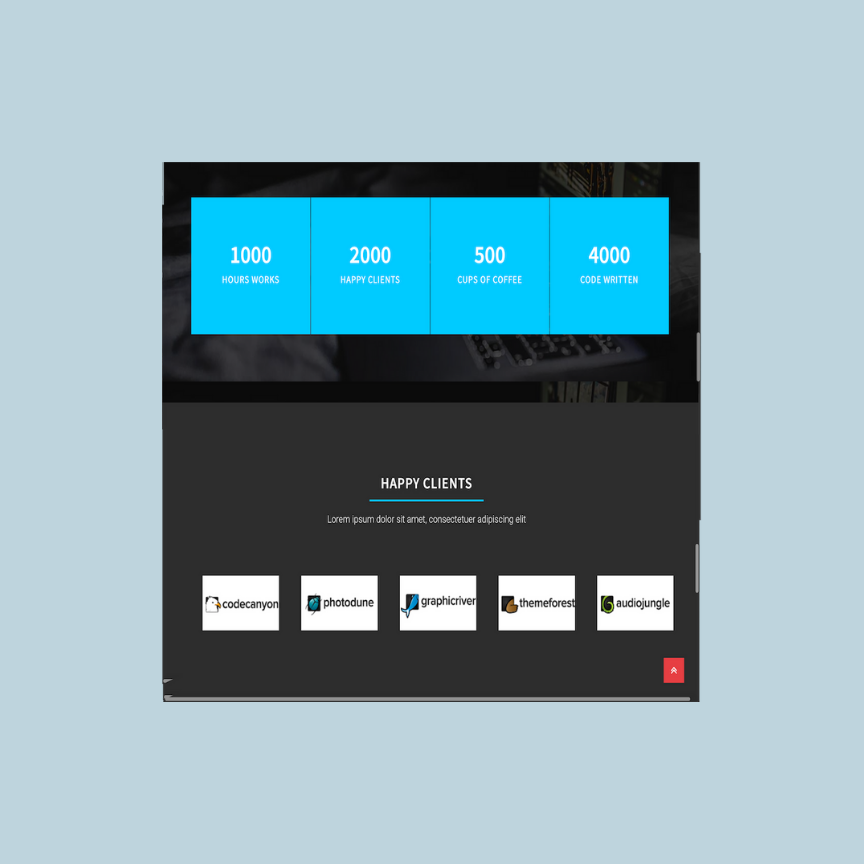 1000 2000 500 4000
HOURS WORKS HAPPY CLIENTS CUPS OF COFFEE CODE WRITTEN
HAPPY CLIENTS
Lorem ipsum dolor sit amet, consectetuer adipiscing elit
codecanyon photodune graphicriver themeforest audiojungle